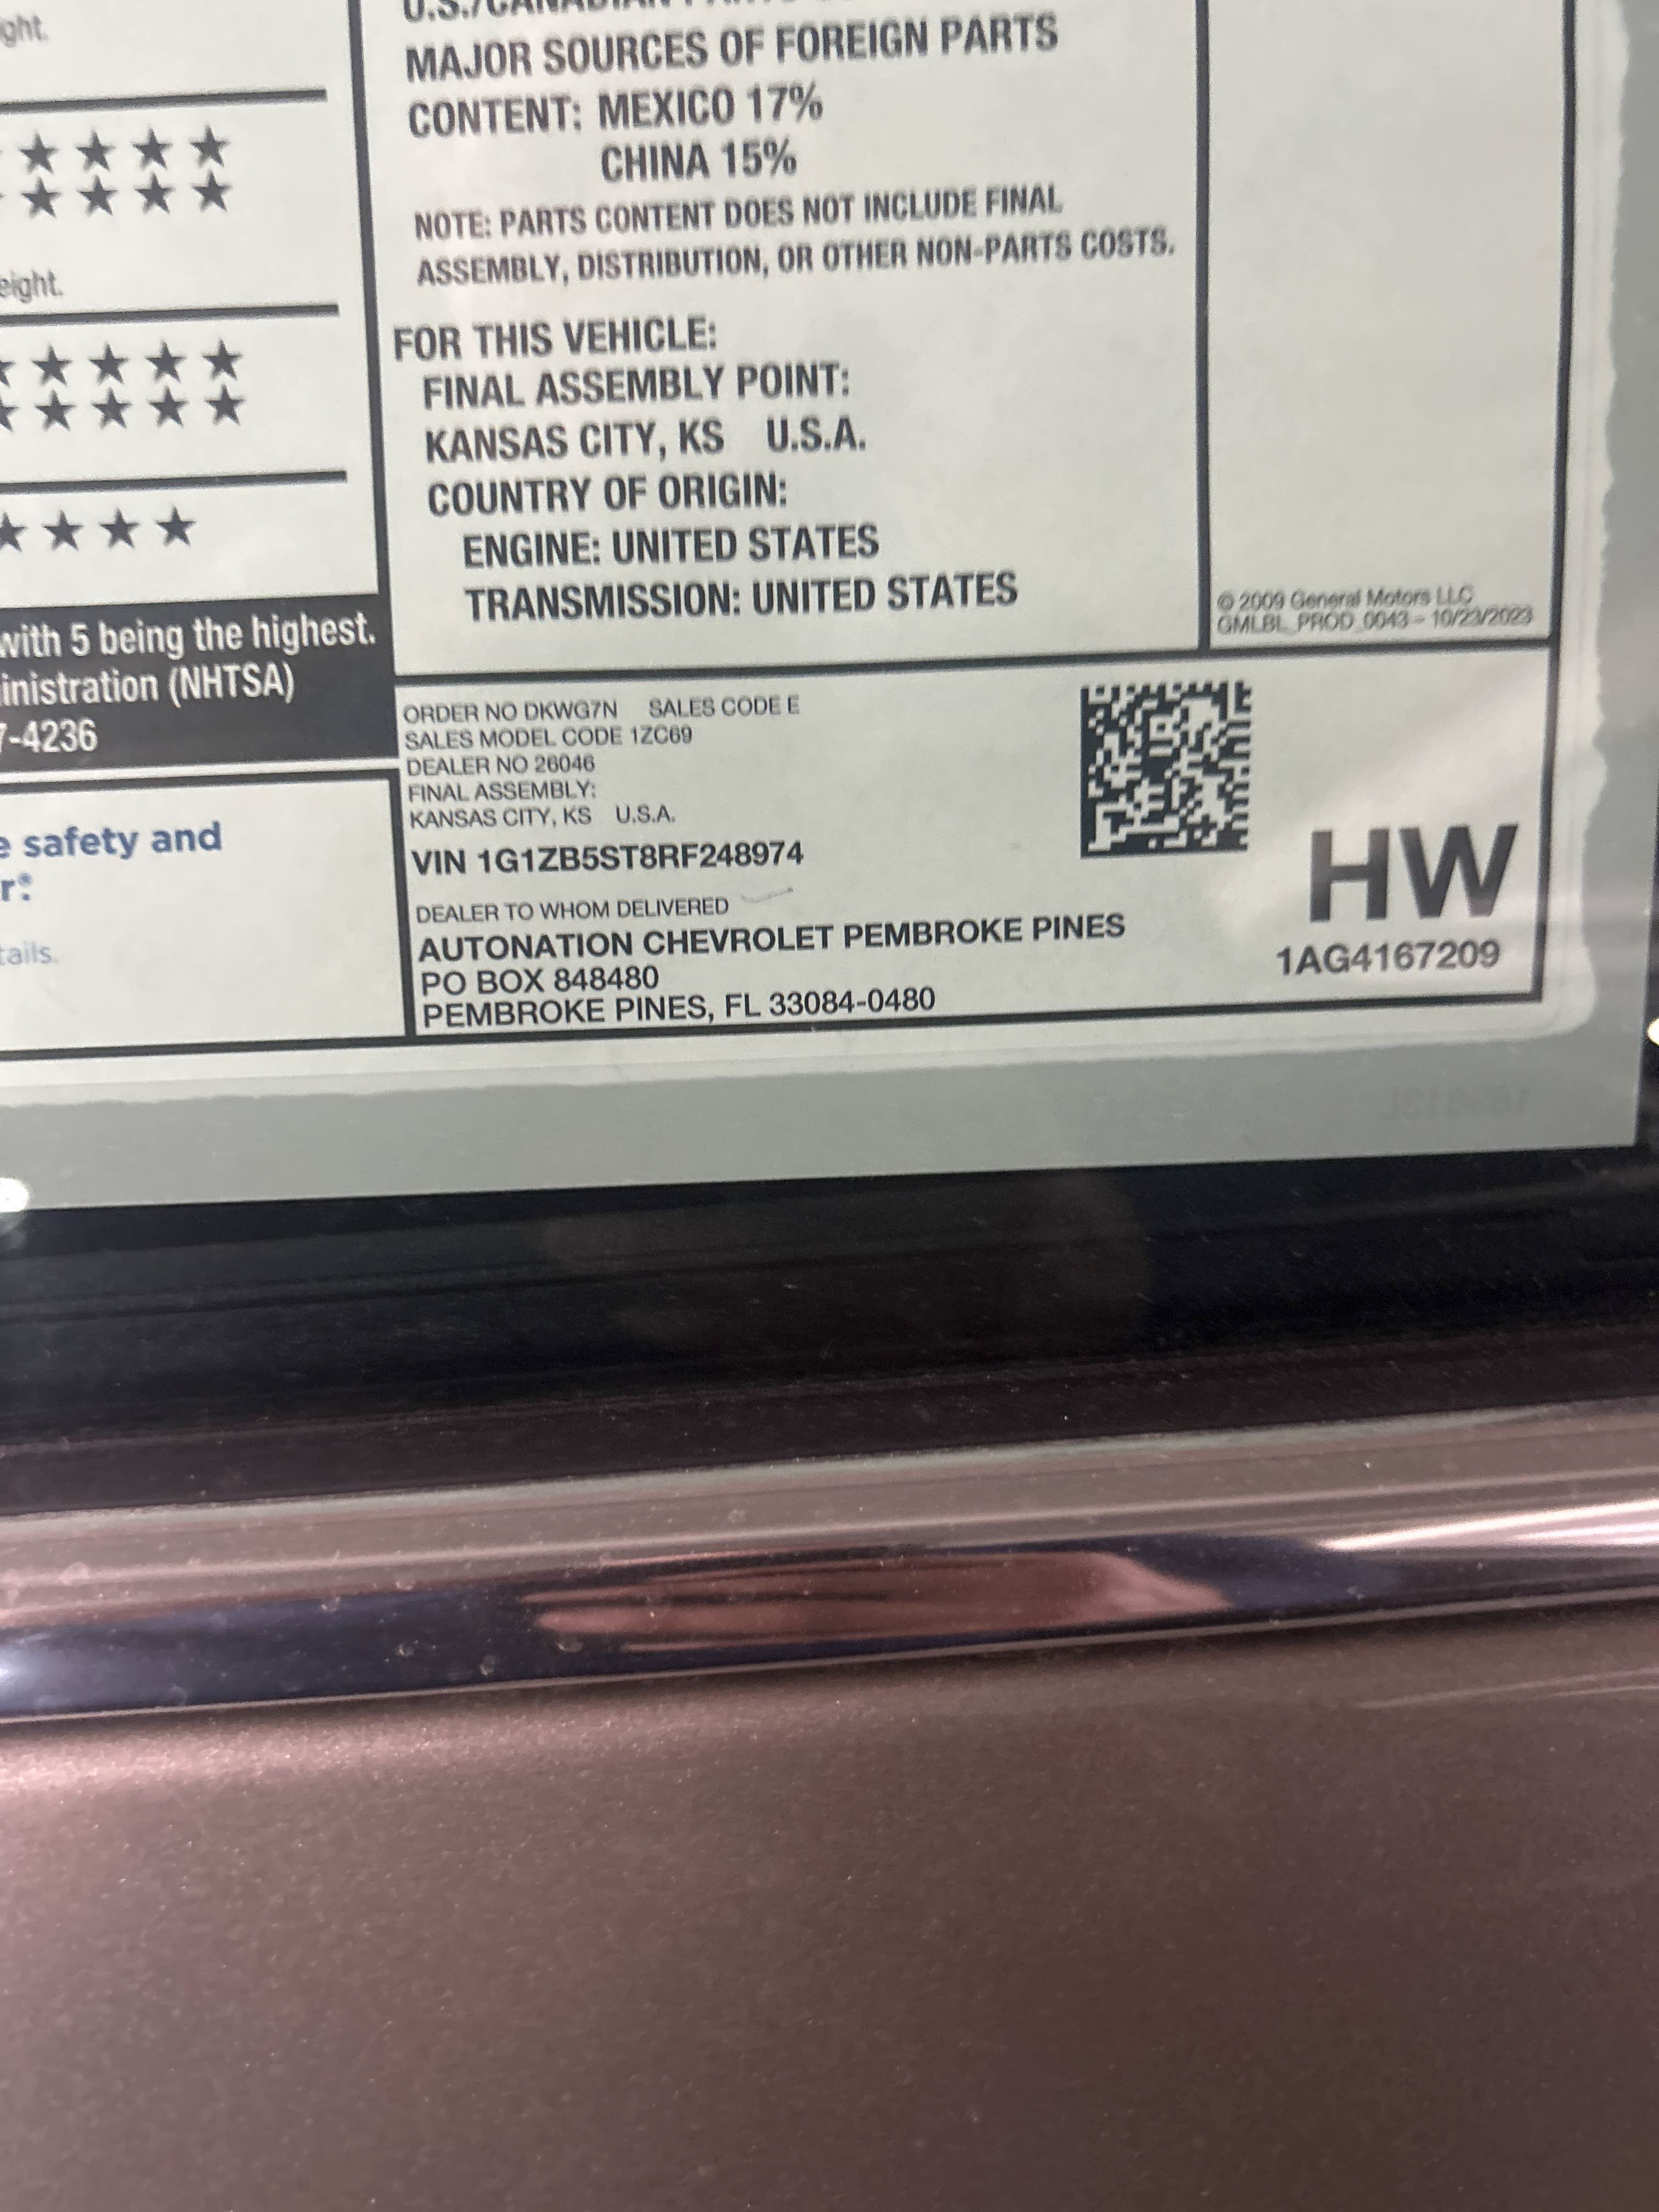 ght.
eight.
with 5 being the highest.
inistration (NHTSA)
7-4236
e safety and
r:®
tails.
U.S./CANADIAN
MAJOR SOURCES OF FOREIGN PARTS
CONTENT: MEXICO 17%
CHINA 15%
NOTE: PARTS CONTENT DOES NOT INCLUDE FINAL
ASSEMBLY, DISTRIBUTION, OR OTHER NON-PARTS COSTS.
FOR THIS VEHICLE:
FINAL ASSEMBLY POINT:
KANSAS CITY, KS U.S.A.
COUNTRY OF ORIGIN:
ENGINE: UNITED STATES
TRANSMISSION: UNITED STATES
© 2009 General Motors LLC
GMLBL_PROD_0043 - 10/23/2023
ORDER NO DKWG7N SALES CODE E
SALES MODEL CODE 1ZC69
DEALER NO 26046
FINAL ASSEMBLY:
KANSAS CITY, KS U.S.A.
VIN 1G1ZB5ST8RF248974
DEALER TO WHOM DELIVERED
AUTONATION CHEVROLET PEMBROKE PINES
PO BOX 848480
PEMBROKE PINES, FL 33084-0480
HW
1AG4167209